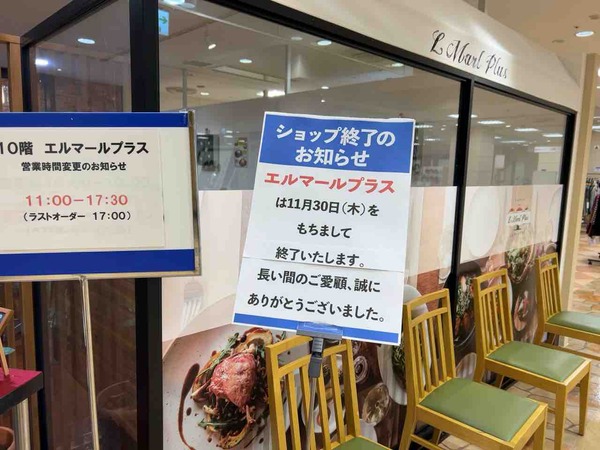 L Marl Plus
10階 エルマールプラス
営業時間変更のお知らせ
11:00－17:30
(ラストオーダー 17:00)
ショップ終了の
お知らせ
エルマールプラス
は11月30日(木)を
もちまして
終了いたします。
長い間のご愛顧、誠に
ありがとうございました。
L Marl Plus